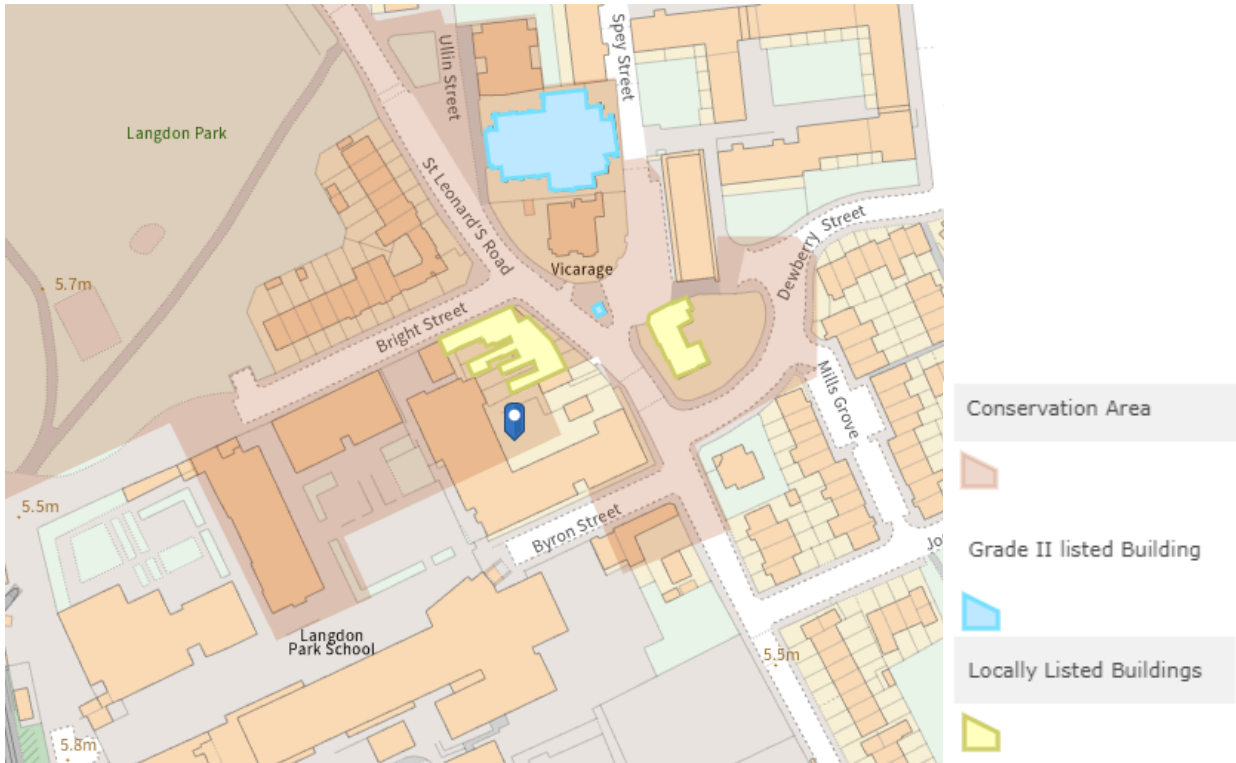 Spey Street
Ullin Street
Langdon Park
St Leonard'S Road
Dewberry Street
Vicarage
5.7m
Bright Street
Mills Grove
Conservation Area
5.5m
Byron Street
Grade II listed Building
Langdon
Park School
5.5m
Locally Listed Buildings
5.8m